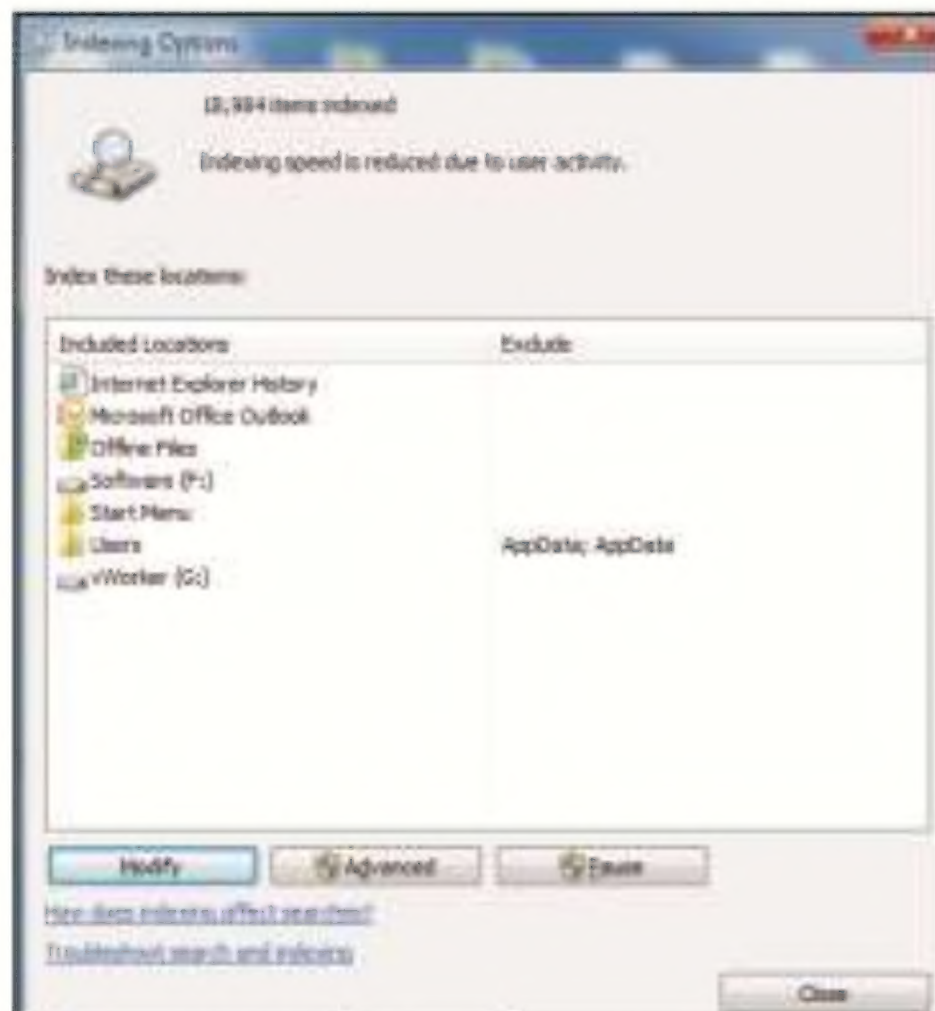 Indexing Options
items indexed
Indexing speed is reduced due to user activity.
Index these locations:
Included Locations
Exclude
Internet Explorer History
Microsoft Office Outlook
Offline Files
Software (F:)
Start Menu
Users
AppData; AppData
vWorker (G:)
Modify
Advanced
Pause
How does indexing affect searches?
Troubleshoot search and indexing
Close